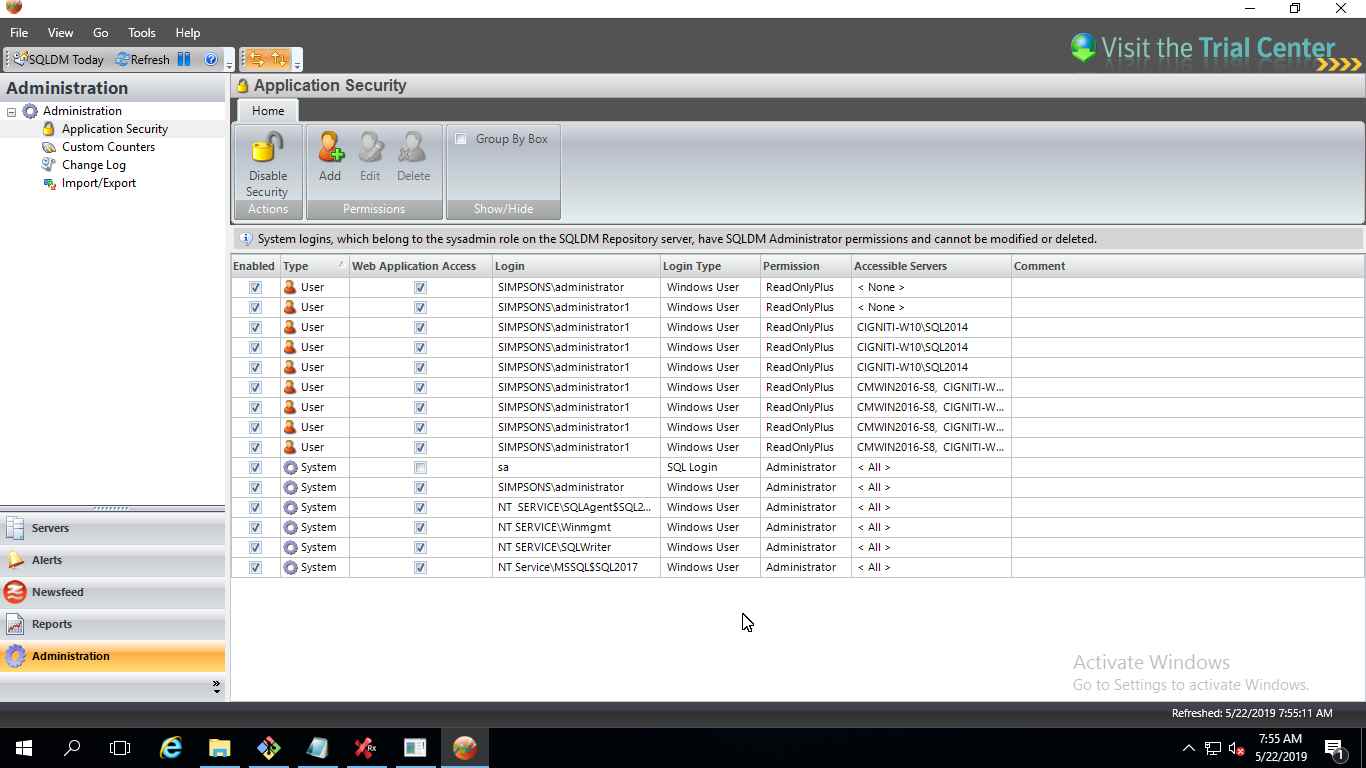 File View Go Tools Help
SQLDM Today Refresh
Visit the Trial Center
Administration
Administration
Application Security
Custom Counters
Change Log
Import/Export
Servers
Alerts
Newsfeed
Reports
Administration
Application Security
Home
Disable Security
Actions
Add Edit Delete
Permissions
Group By Box
Show/Hide
System logins, which belong to the sysadmin role on the SQLDM Repository server, have SQLDM Administrator permissions and cannot be modified or deleted.
Enabled Type Web Application Access Login Login Type Permission Accessible Servers Comment
User SIMPSONS\administrator Windows User ReadOnlyPlus < None >
User SIMPSONS\administrator1 Windows User ReadOnlyPlus < None >
User SIMPSONS\administrator1 Windows User ReadOnlyPlus CIGNITI-W10\SQL2014
User SIMPSONS\administrator1 Windows User ReadOnlyPlus CIGNITI-W10\SQL2014
User SIMPSONS\administrator1 Windows User ReadOnlyPlus CIGNITI-W10\SQL2014
User SIMPSONS\administrator1 Windows User ReadOnlyPlus CMWIN2016-S8, CIGNITI-W...
User SIMPSONS\administrator1 Windows User ReadOnlyPlus CMWIN2016-S8, CIGNITI-W...
User SIMPSONS\administrator1 Windows User ReadOnlyPlus CMWIN2016-S8, CIGNITI-W...
User SIMPSONS\administrator1 Windows User ReadOnlyPlus CMWIN2016-S8, CIGNITI-W...
System sa SQL Login Administrator < All >
System SIMPSONS\administrator Windows User Administrator < All >
System NT SERVICE\SQLAgent$SQL2... Windows User Administrator < All >
System NT SERVICE\Winmgmt Windows User Administrator < All >
System NT SERVICE\SQLWriter Windows User Administrator < All >
System NT Service\MSSQL$SQL2017 Windows User Administrator < All >
Activate Windows
Go to Settings to activate Windows.
Refreshed: 5/22/2019 7:55:11 AM
Rx
7:55 AM
5/22/2019
1